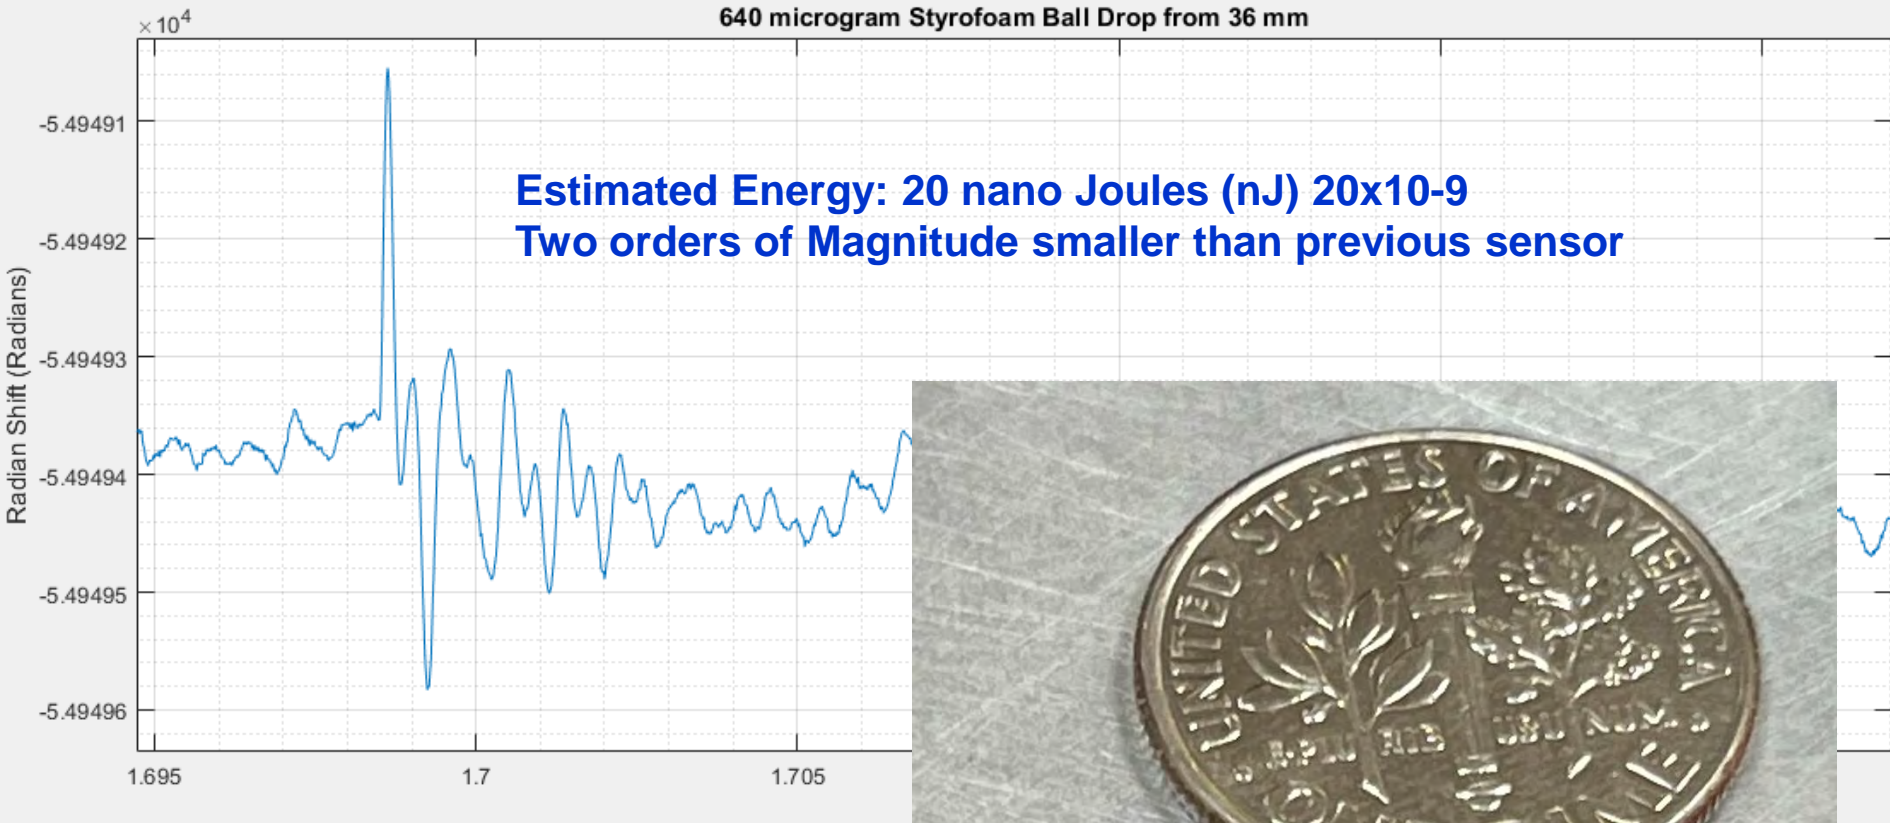 640 microgram Styrofoam Ball Drop from 36 mm
×10⁴
-5.49491
Estimated Energy: 20 nano Joules (nJ) 20x10-9
Two orders of Magnitude smaller than previous sensor
-5.49492
Radian Shift (Radians)
-5.49493
-5.49494
-5.49495
-5.49496
1.695
1.7
1.705
UNITED STATES OF AMERICA